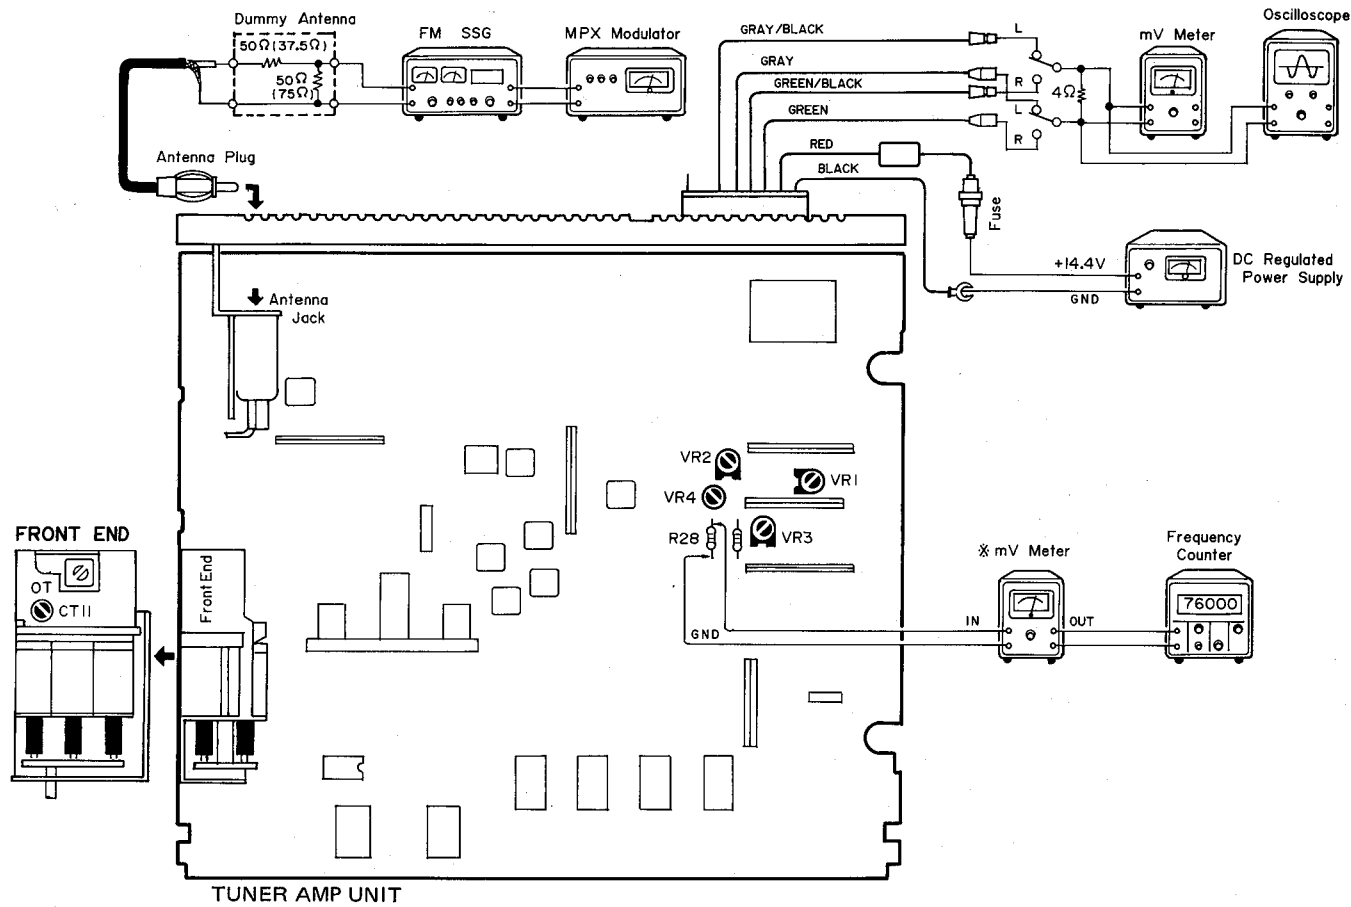 Dummy Antenna
50Ω(37.5Ω)
50Ω
(75Ω)
FM SSG
MPX Modulator
GRAY/BLACK
GRAY
GREEN/BLACK
GREEN
RED
BLACK
L
R
L
R
4Ω
mV Meter
Oscilloscope
Antenna Plug
Fuse
+14.4V
GND
DC Regulated
Power Supply
Antenna
Jack
VR2
VR1
VR4
R28
VR3
FRONT END
OT
CT11
Front End
GND
IN
※ mV Meter
OUT
Frequency
Counter
76000
TUNER AMP UNIT